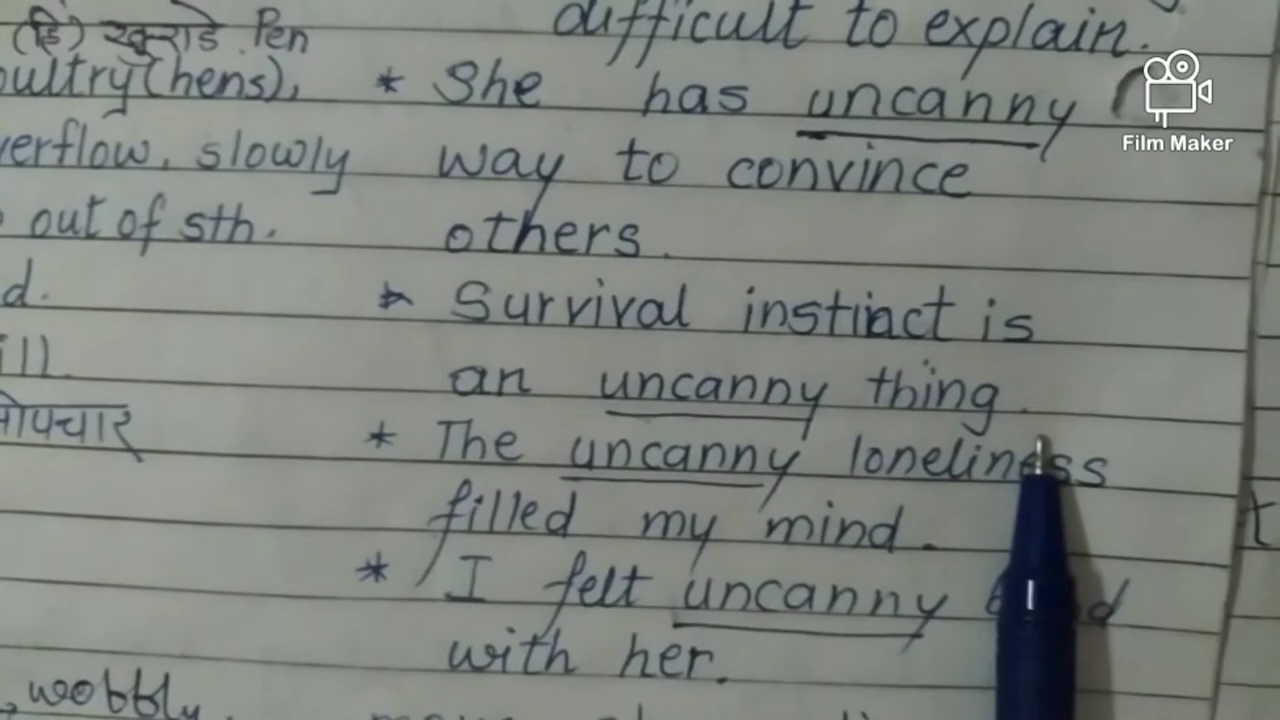 (हि) खुराडे Pen
difficult to explain.
oultry (hens),
* She has uncanny
Film Maker
verflow, slowly
way to convince
out of sth.
others.
d.
* Survival instinct is
ill.
an uncanny thing.
ोपचार
* The uncanny loneliness
filled my mind.
* I felt uncanny
with her.
wobbly